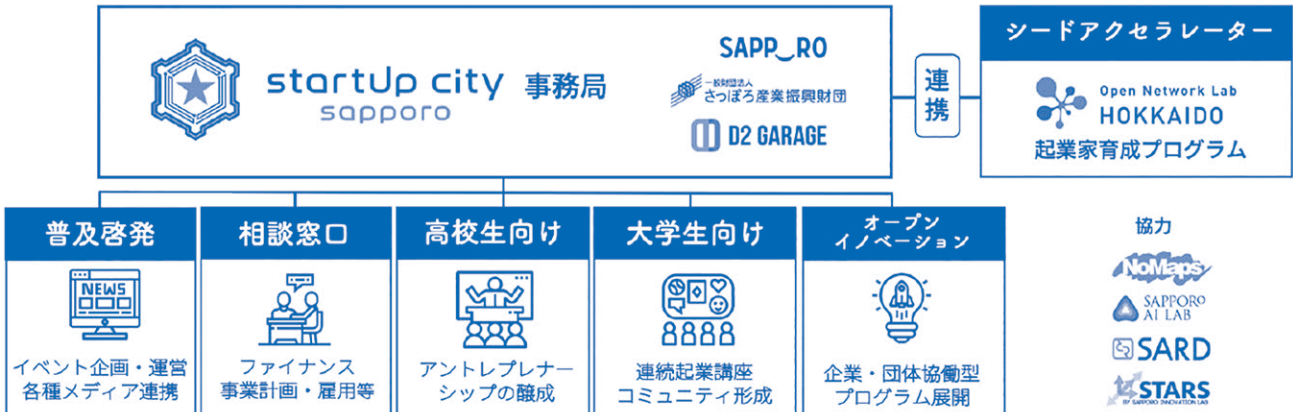 startup city
sapporo
事務局
SAPP_RO
一般財団法人
さっぽろ産業振興財団
D2 GARAGE
連携
シードアクセラレーター
Open Network Lab
HOKKAIDO
起業家育成プログラム
普及啓発
NEWS
イベント企画・運営
各種メディア連携
相談窓口
ファイナンス
事業計画・雇用等
高校生向け
アントレプレナー
シップの醸成
大学生向け
連続起業講座
コミュニティ形成
オープン
イノベーション
企業・団体協働型
プログラム展開
協力
NoMaps
SAPPORO
AI LAB
SARD
STARS
BY SAPPORO INNOVATION LAB